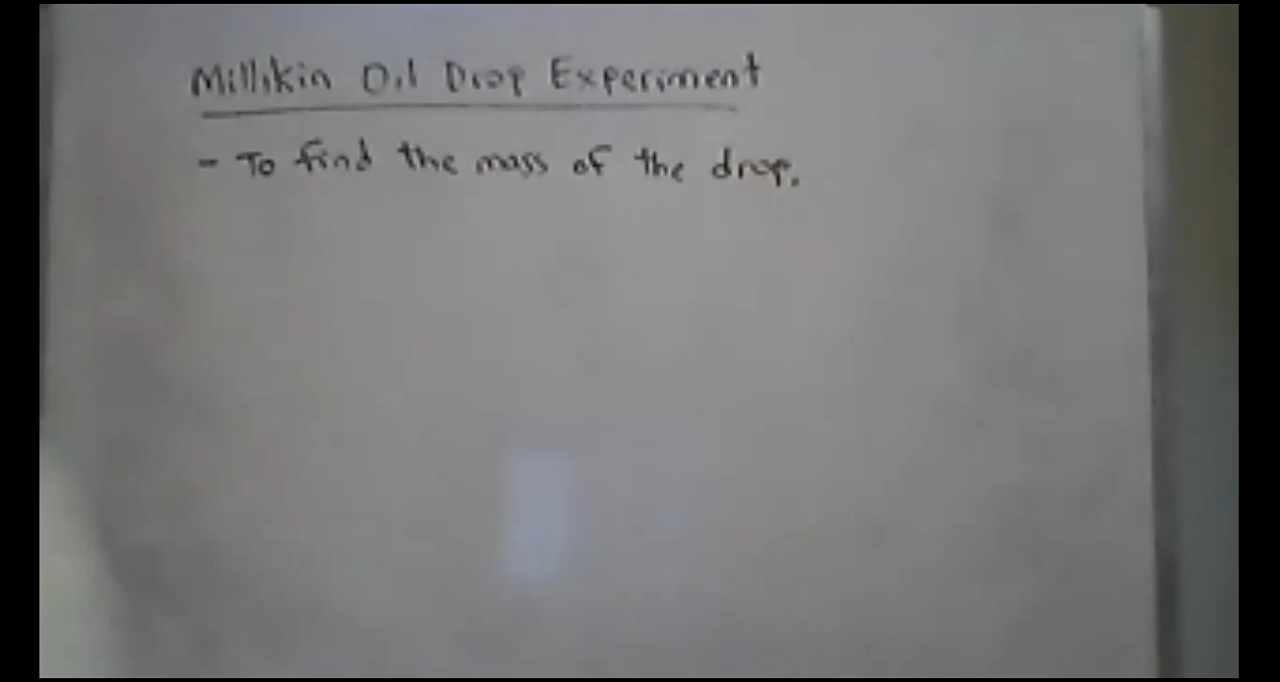 Millikin Oil Drop Experiment
- To find the mass of the drop.